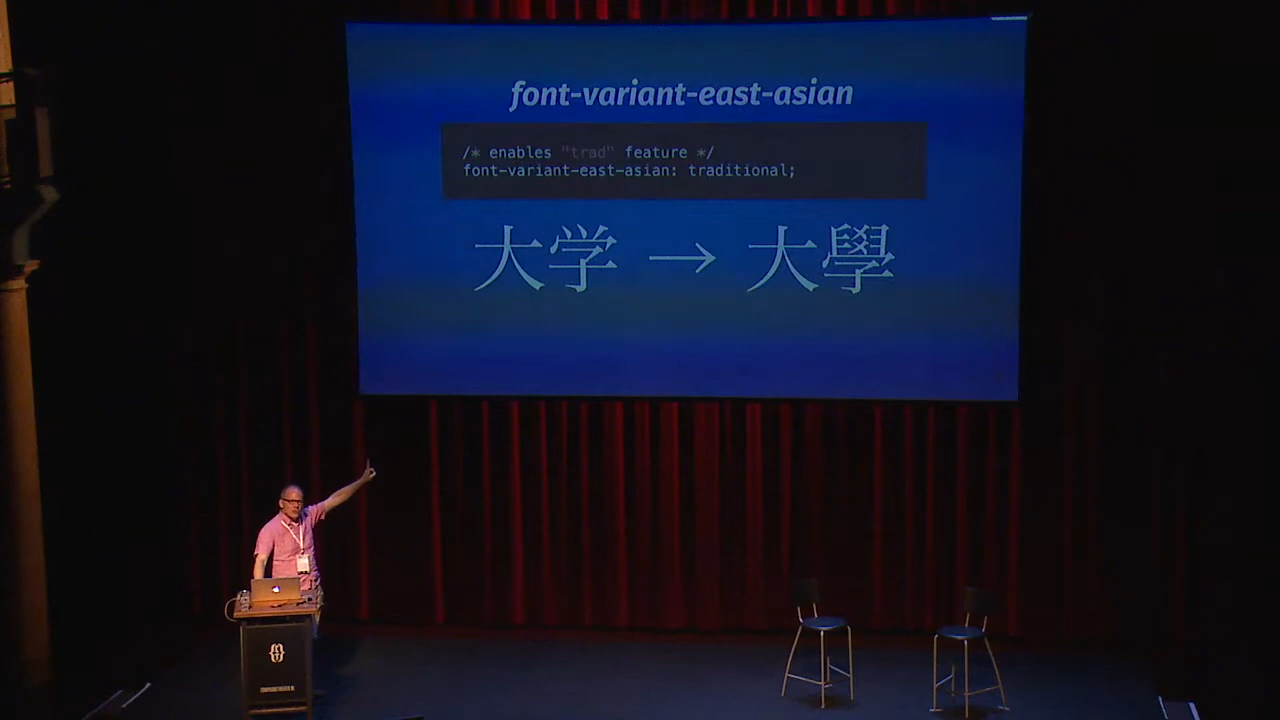 font-variant-east-asian
/* enables "trad" feature */
font-variant-east-asian: traditional;
大学 → 大學